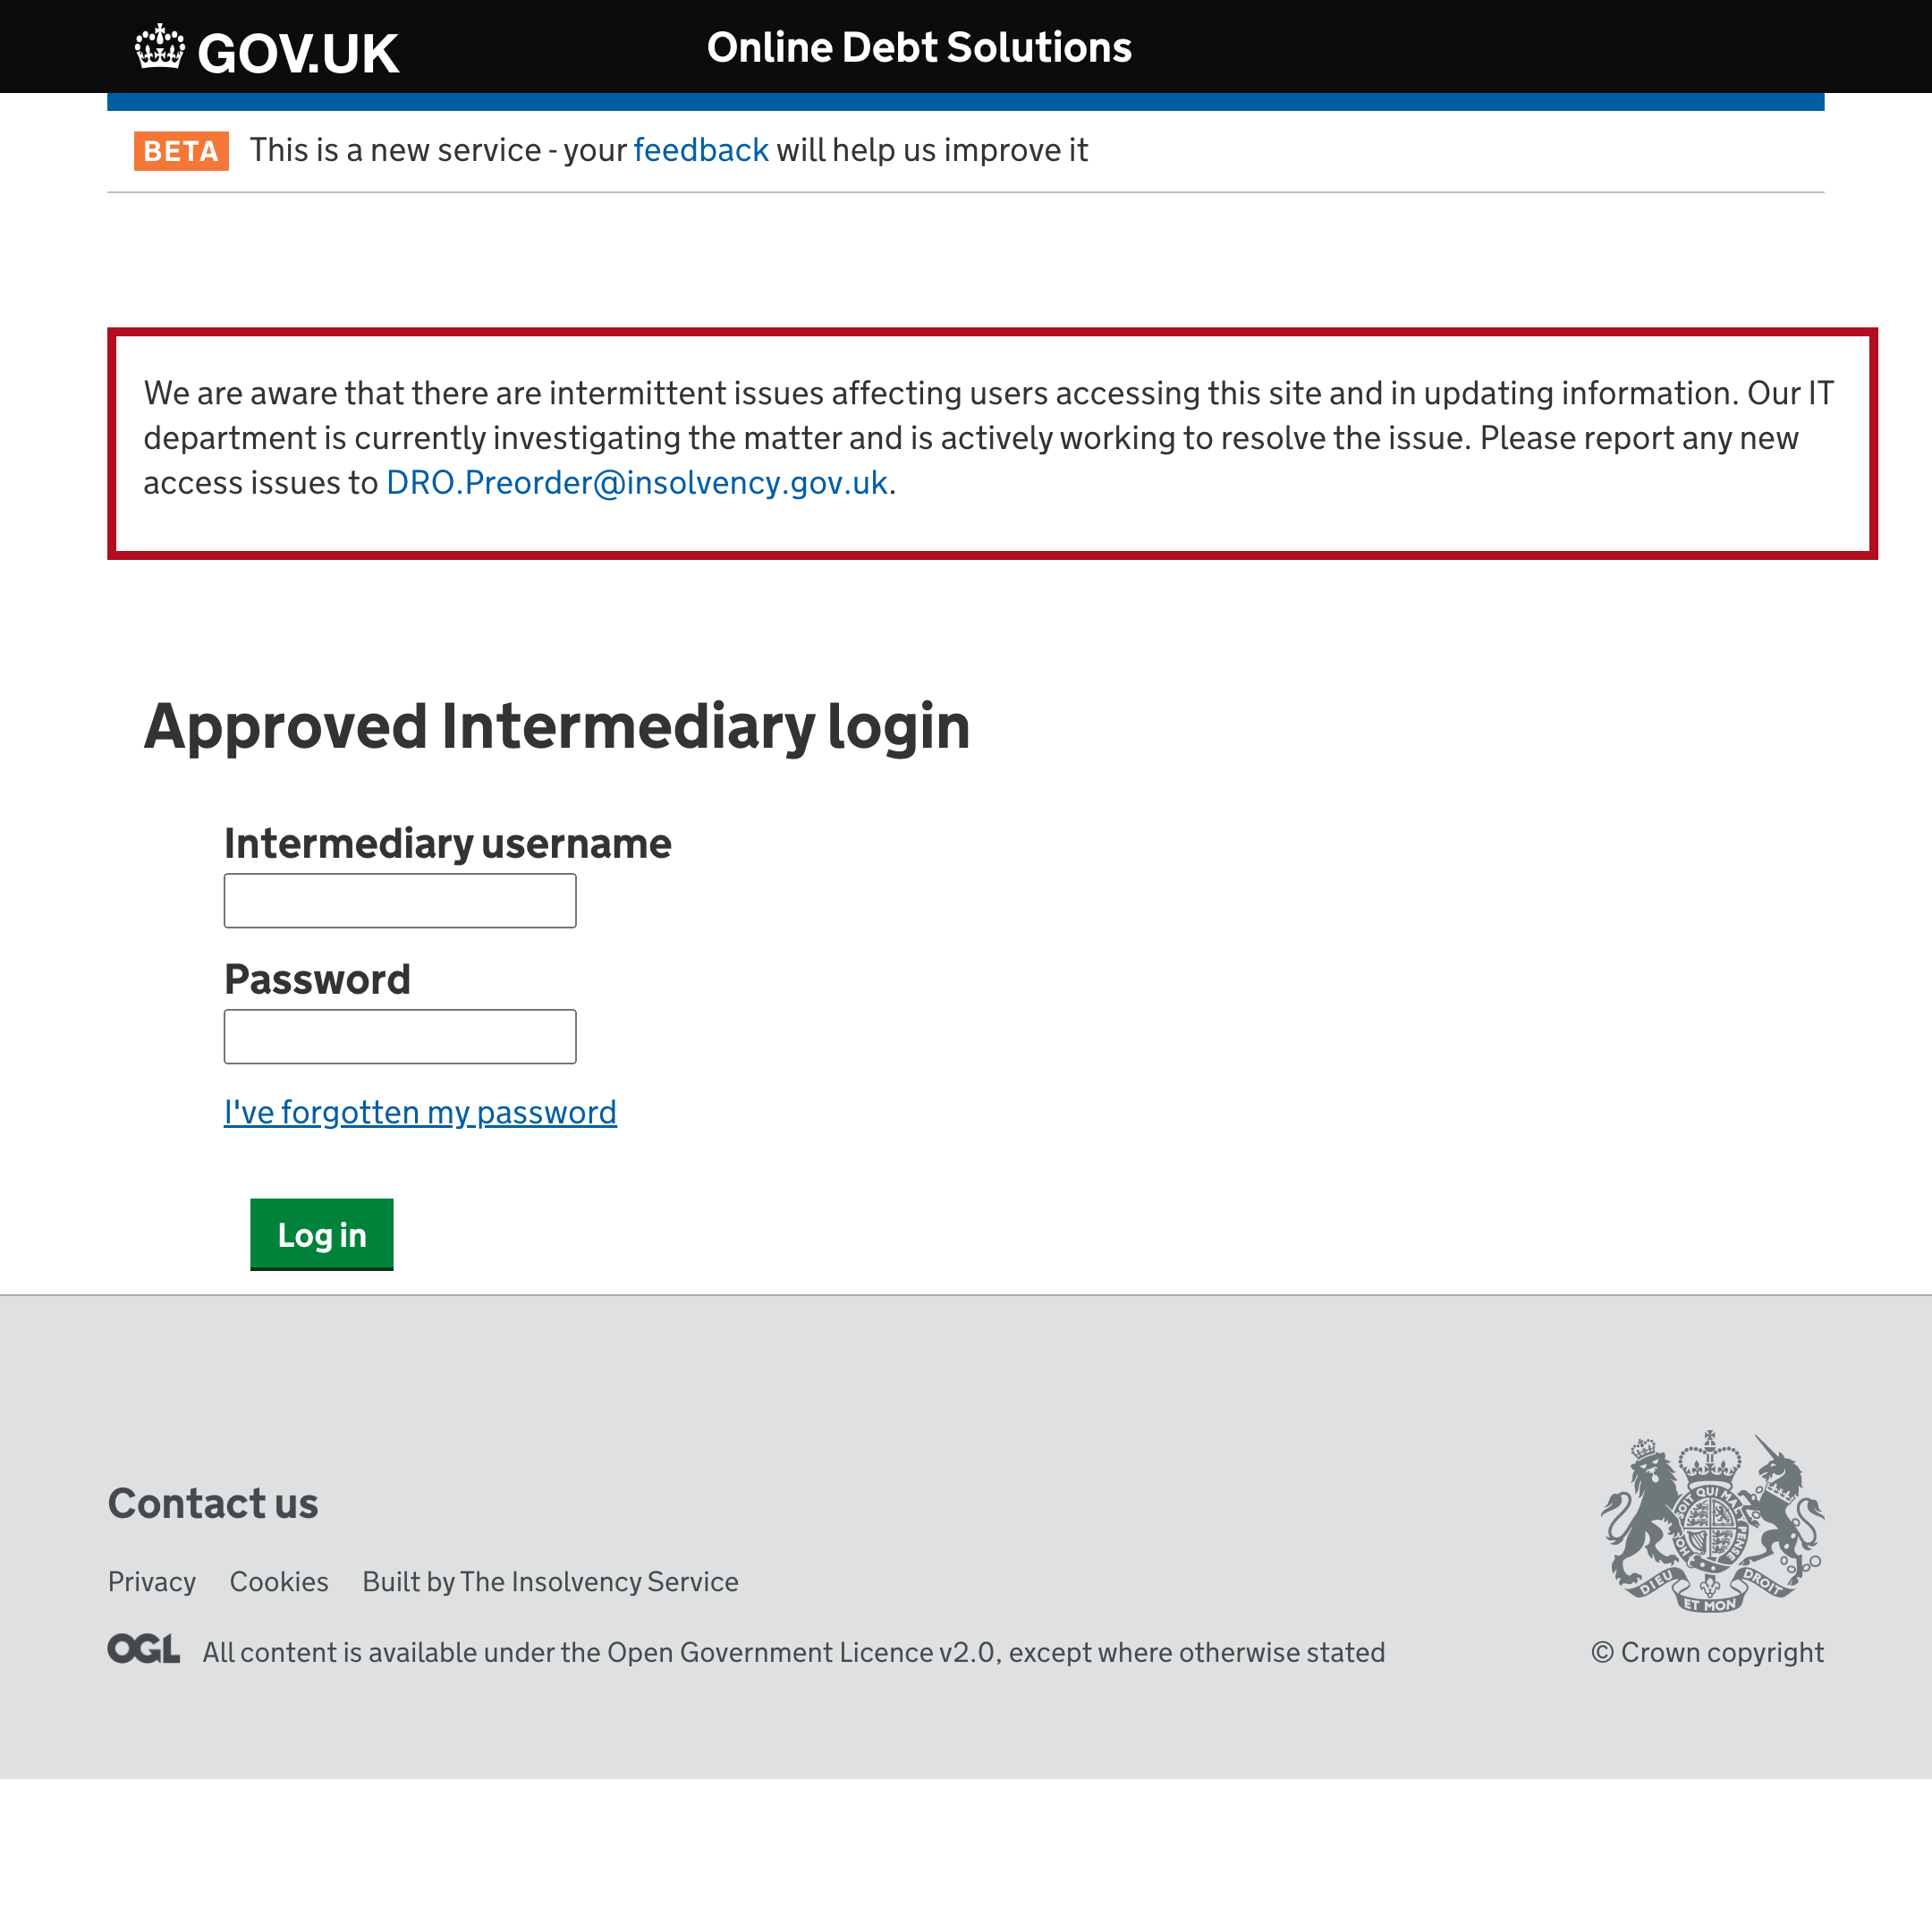 GOV.UK
Online Debt Solutions
BETA This is a new service - your feedback will help us improve it
We are aware that there are intermittent issues affecting users accessing this site and in updating information. Our IT
department is currently investigating the matter and is actively working to resolve the issue. Please report any new
access issues to DRO.Preorder@insolvency.gov.uk.
Approved Intermediary login
Intermediary username
Password
I've forgotten my password
Log in
Contact us
Privacy Cookies Built by The Insolvency Service
OGL All content is available under the Open Government Licence v2.0, except where otherwise stated
SOIT QUI MAL
PENSE
DIEU
ET MON
DROIT
© Crown copyright